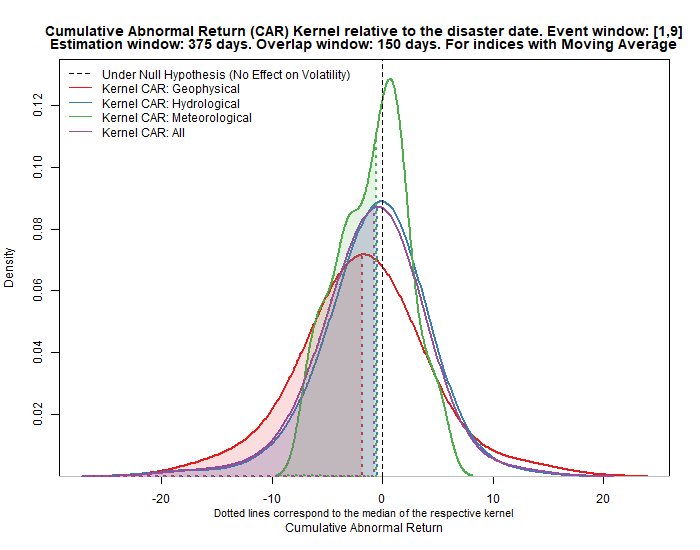 Cumulative Abnormal Return (CAR) Kernel relative to the disaster date. Event window: [1,9]
Estimation window: 375 days. Overlap window: 150 days. For indices with Moving Average
Under Null Hypothesis (No Effect on Volatility)
Kernel CAR: Geophysical
Kernel CAR: Hydrological
Kernel CAR: Meteorological
Kernel CAR: All
Density
0.12
0.10
0.08
0.06
0.04
0.02
-20 -10 0 10 20
Dotted lines correspond to the median of the respective kernel
Cumulative Abnormal Return